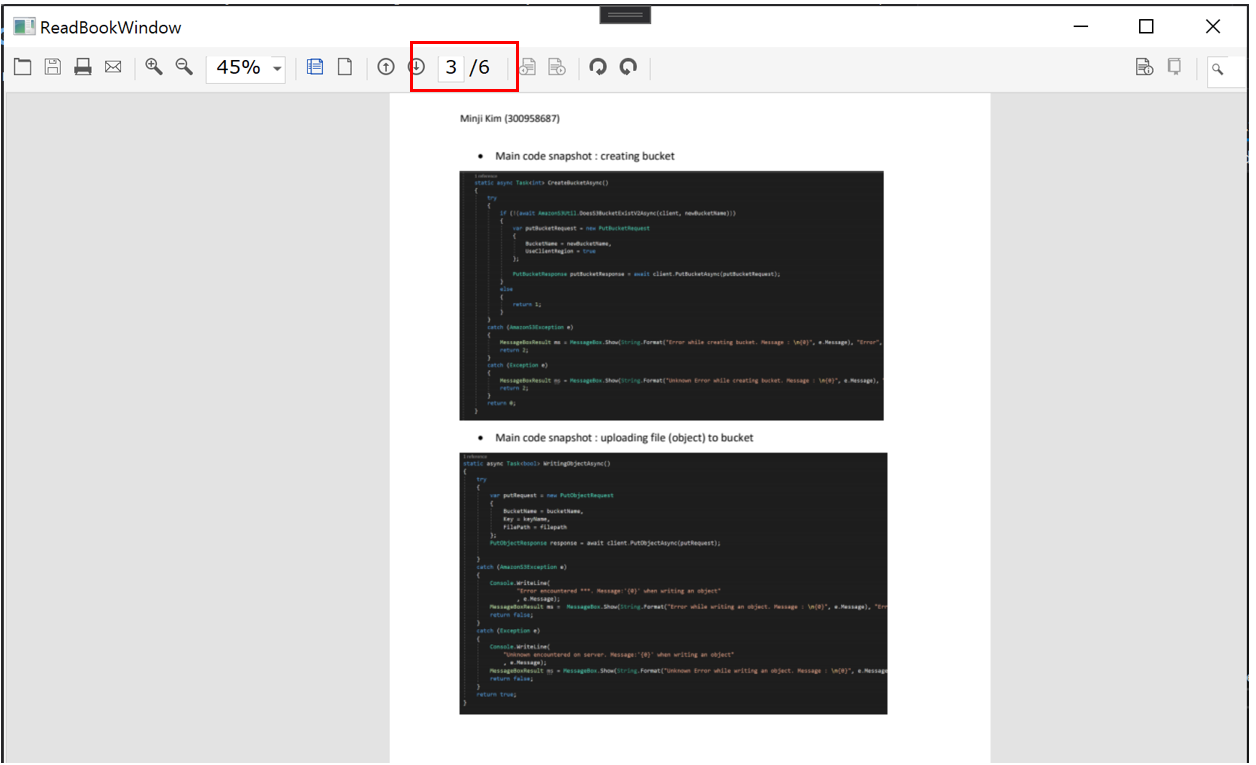 ReadBookWindow
45%
3 /6
Minji Kim (300958687)
• Main code snapshot : creating bucket
1 reference
static async Task<int> CreateBucketAsync()
{
try
{
if (!(await AmazonS3Util.DoesS3BucketExistV2Async(client, newBucketName)))
{
var putBucketRequest = new PutBucketRequest
{
BucketName = newBucketName,
UseClientRegion = true
};
PutBucketResponse putBucketResponse = await client.PutBucketAsync(putBucketRequest);
}
else
{
return 1;
}
}
catch (AmazonS3Exception e)
{
MessageBoxResult ms = MessageBox.Show(String.Format("Error while creating bucket. Message : \n{0}", e.Message), "Error",
return 2;
}
catch (Exception e)
{
MessageBoxResult ms = MessageBox.Show(String.Format("Unknown Error while creating bucket. Message : \n{0}", e.Message),
return 2;
}
return 0;
}
• Main code snapshot : uploading file (object) to bucket
1 reference
static async Task<bool> WritingObjectAsync()
{
try
{
var putRequest = new PutObjectRequest
{
BucketName = bucketName,
Key = keyName,
FilePath = filepath
};
PutObjectResponse response = await client.PutObjectAsync(putRequest);
}
catch (AmazonS3Exception e)
{
Console.WriteLine(
"Error encountered ***. Message:'{0}' when writing an object"
, e.Message);
MessageBoxResult ms = MessageBox.Show(String.Format("Error while writing an object. Message : \n{0}", e.Message), "Err
return false;
}
catch (Exception e)
{
Console.WriteLine(
"Unknown encountered on server. Message:'{0}' when writing an object"
, e.Message);
MessageBoxResult ms = MessageBox.Show(String.Format("Unknown Error while writing an object. Message : \n{0}", e.Message
return false;
}
return true;
}